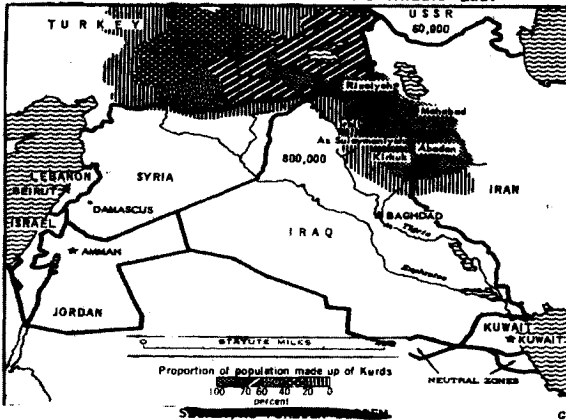 USSR
60,000
TURKEY
Mahabad
As Sulaymaniyah
Kirkuk
Abadan
800,000
LEBANON
BEIRUT
SYRIA
IRAN
DAMASCUS
ISRAEL
BAGHDAD
IRAQ
Tigris
AMMAN
Euphrates
JORDAN
KUWAIT
KUWAIT
STATUTE MILES
NEUTRAL ZONES
Proportion of population made up of Kurds
100 80 70 60 40 20 0
percent